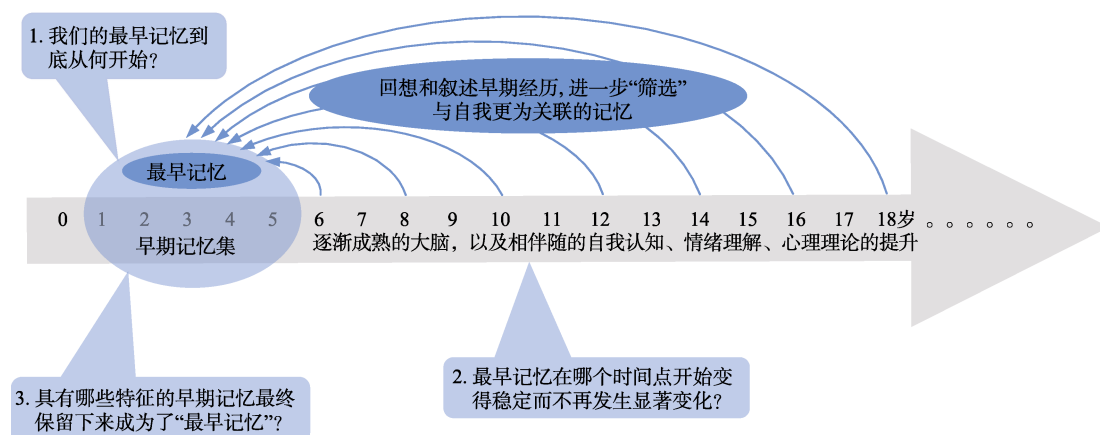 1. 我们的最早记忆到
底从何开始?
回想和叙述早期经历, 进一步“筛选”
与自我更为关联的记忆
最早记忆
0 1 2 3 4 5 6 7 8 9 10 11 12 13 14 15 16 17 18岁 。。。。。。
早期记忆集
逐渐成熟的大脑，以及相伴随的自我认知、情绪理解、心理理论的提升
2. 最早记忆在哪个时间点开始变
得稳定而不再发生显著变化?
3. 具有哪些特征的早期记忆最终
保留下来成为了“最早记忆”?